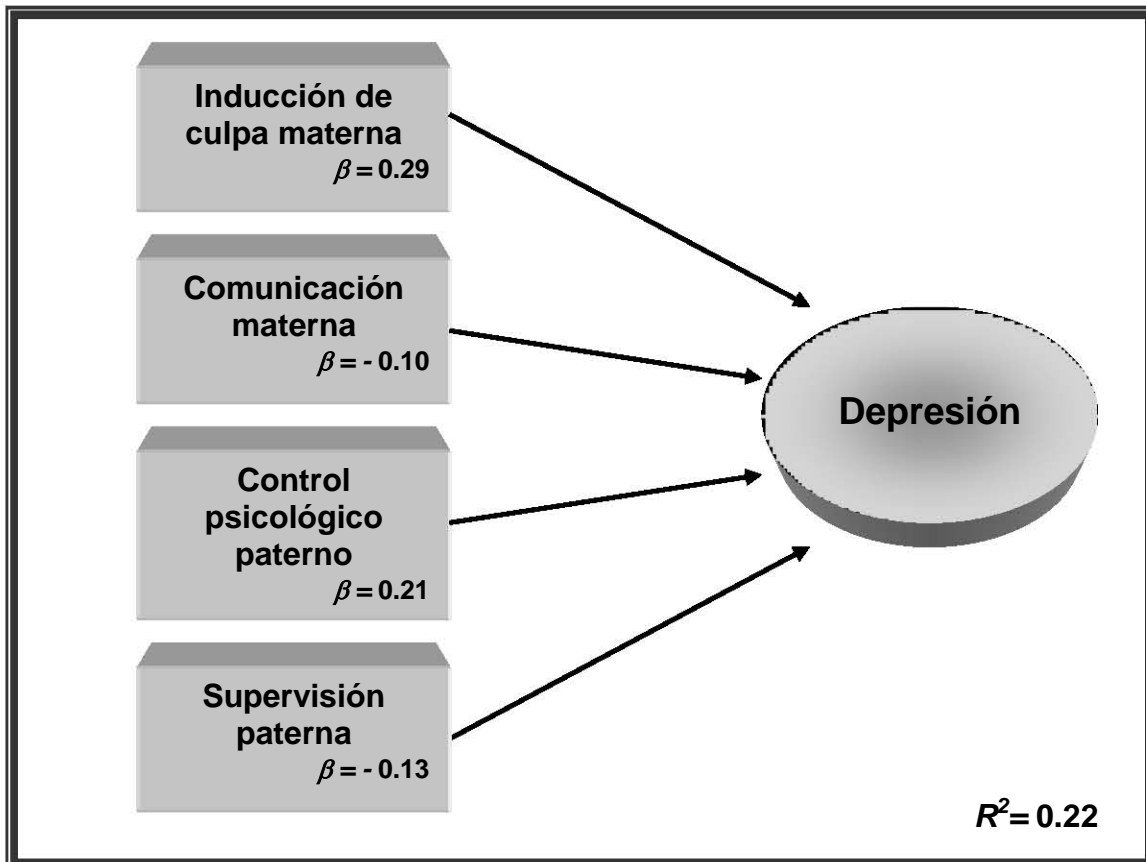 Inducción de
culpa materna
β = 0.29
Comunicación
materna
β = - 0.10
Control
psicológico
paterno
β = 0.21
Supervisión
paterna
β = - 0.13
Depresión
R²= 0.22